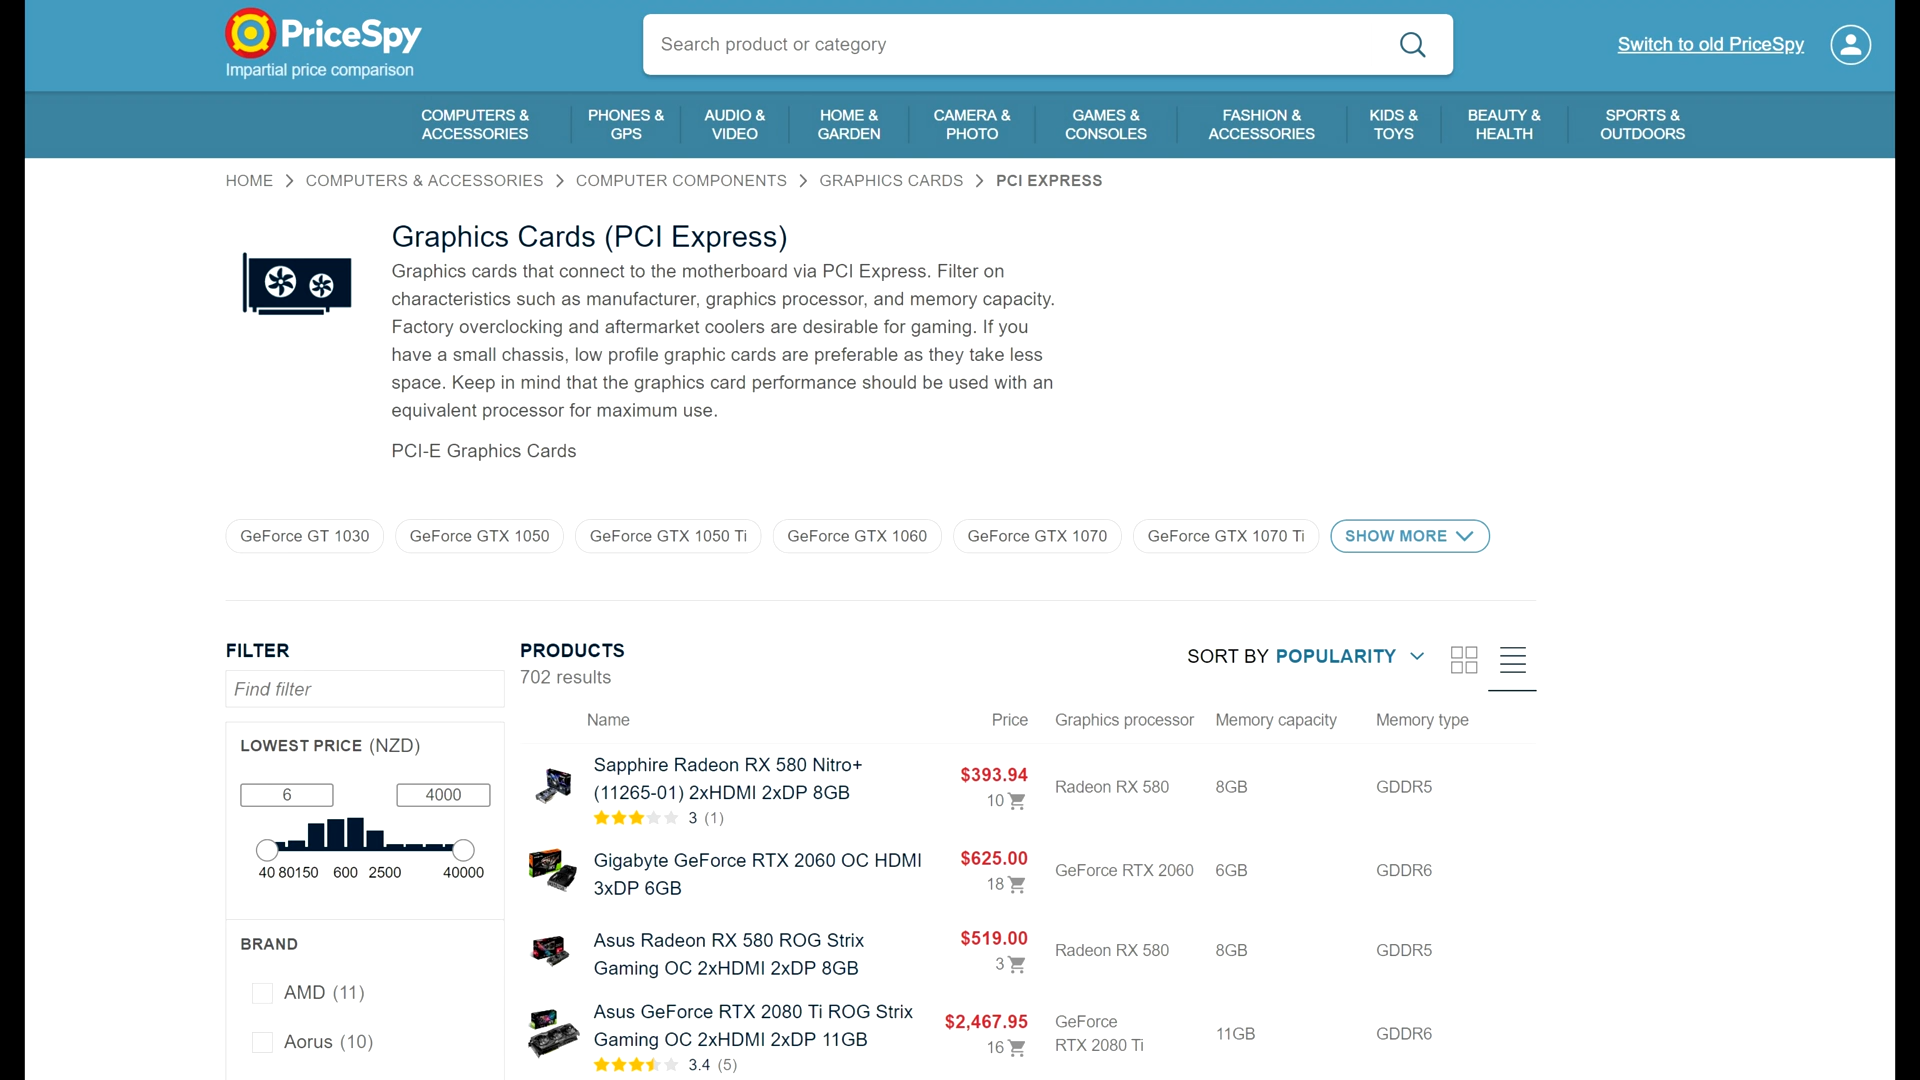 PriceSpy
Impartial price comparison
Search product or category
Switch to old PriceSpy
COMPUTERS &
ACCESSORIES
PHONES &
GPS
AUDIO &
VIDEO
HOME &
GARDEN
CAMERA &
PHOTO
GAMES &
CONSOLES
FASHION &
ACCESSORIES
KIDS &
TOYS
BEAUTY &
HEALTH
SPORTS &
OUTDOORS
HOME > COMPUTERS & ACCESSORIES > COMPUTER COMPONENTS > GRAPHICS CARDS > PCI EXPRESS
Graphics Cards (PCI Express)
Graphics cards that connect to the motherboard via PCI Express. Filter on
characteristics such as manufacturer, graphics processor, and memory capacity.
Factory overclocking and aftermarket coolers are desirable for gaming. If you
have a small chassis, low profile graphic cards are preferable as they take less
space. Keep in mind that the graphics card performance should be used with an
equivalent processor for maximum use.
PCI-E Graphics Cards
GeForce GT 1030
GeForce GTX 1050
GeForce GTX 1050 Ti
GeForce GTX 1060
GeForce GTX 1070
GeForce GTX 1070 Ti
SHOW MORE
FILTER
Find filter
LOWEST PRICE (NZD)
6
4000
40 80150 600 2500 40000
BRAND
AMD (11)
Aorus (10)
PRODUCTS
702 results
SORT BY POPULARITY
Name Price Graphics processor Memory capacity Memory type
Sapphire Radeon RX 580 Nitro+
(11265-01) 2xHDMI 2xDP 8GB
3 (1)
$393.94
10
Radeon RX 580
8GB
GDDR5
Gigabyte GeForce RTX 2060 OC HDMI
3xDP 6GB
$625.00
18
GeForce RTX 2060
6GB
GDDR6
Asus Radeon RX 580 ROG Strix
Gaming OC 2xHDMI 2xDP 8GB
$519.00
3
Radeon RX 580
8GB
GDDR5
Asus GeForce RTX 2080 Ti ROG Strix
Gaming OC 2xHDMI 2xDP 11GB
3.4 (5)
$2,467.95
16
GeForce
RTX 2080 Ti
11GB
GDDR6